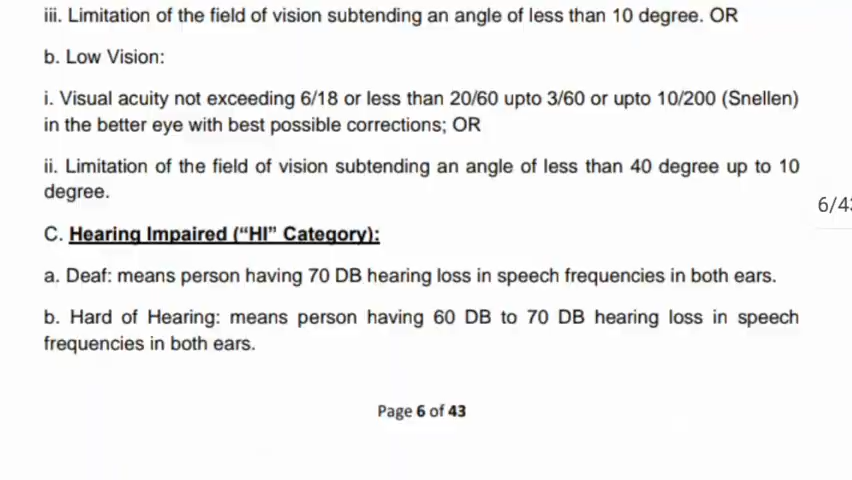 iii. Limitation of the field of vision subtending an angle of less than 10 degree. OR
b. Low Vision:
i. Visual acuity not exceeding 6/18 or less than 20/60 upto 3/60 or upto 10/200 (Snellen)
in the better eye with best possible corrections; OR
ii. Limitation of the field of vision subtending an angle of less than 40 degree up to 10
degree.
6/43
C. Hearing Impaired (“HI” Category):
a. Deaf: means person having 70 DB hearing loss in speech frequencies in both ears.
b. Hard of Hearing: means person having 60 DB to 70 DB hearing loss in speech
frequencies in both ears.
Page 6 of 43